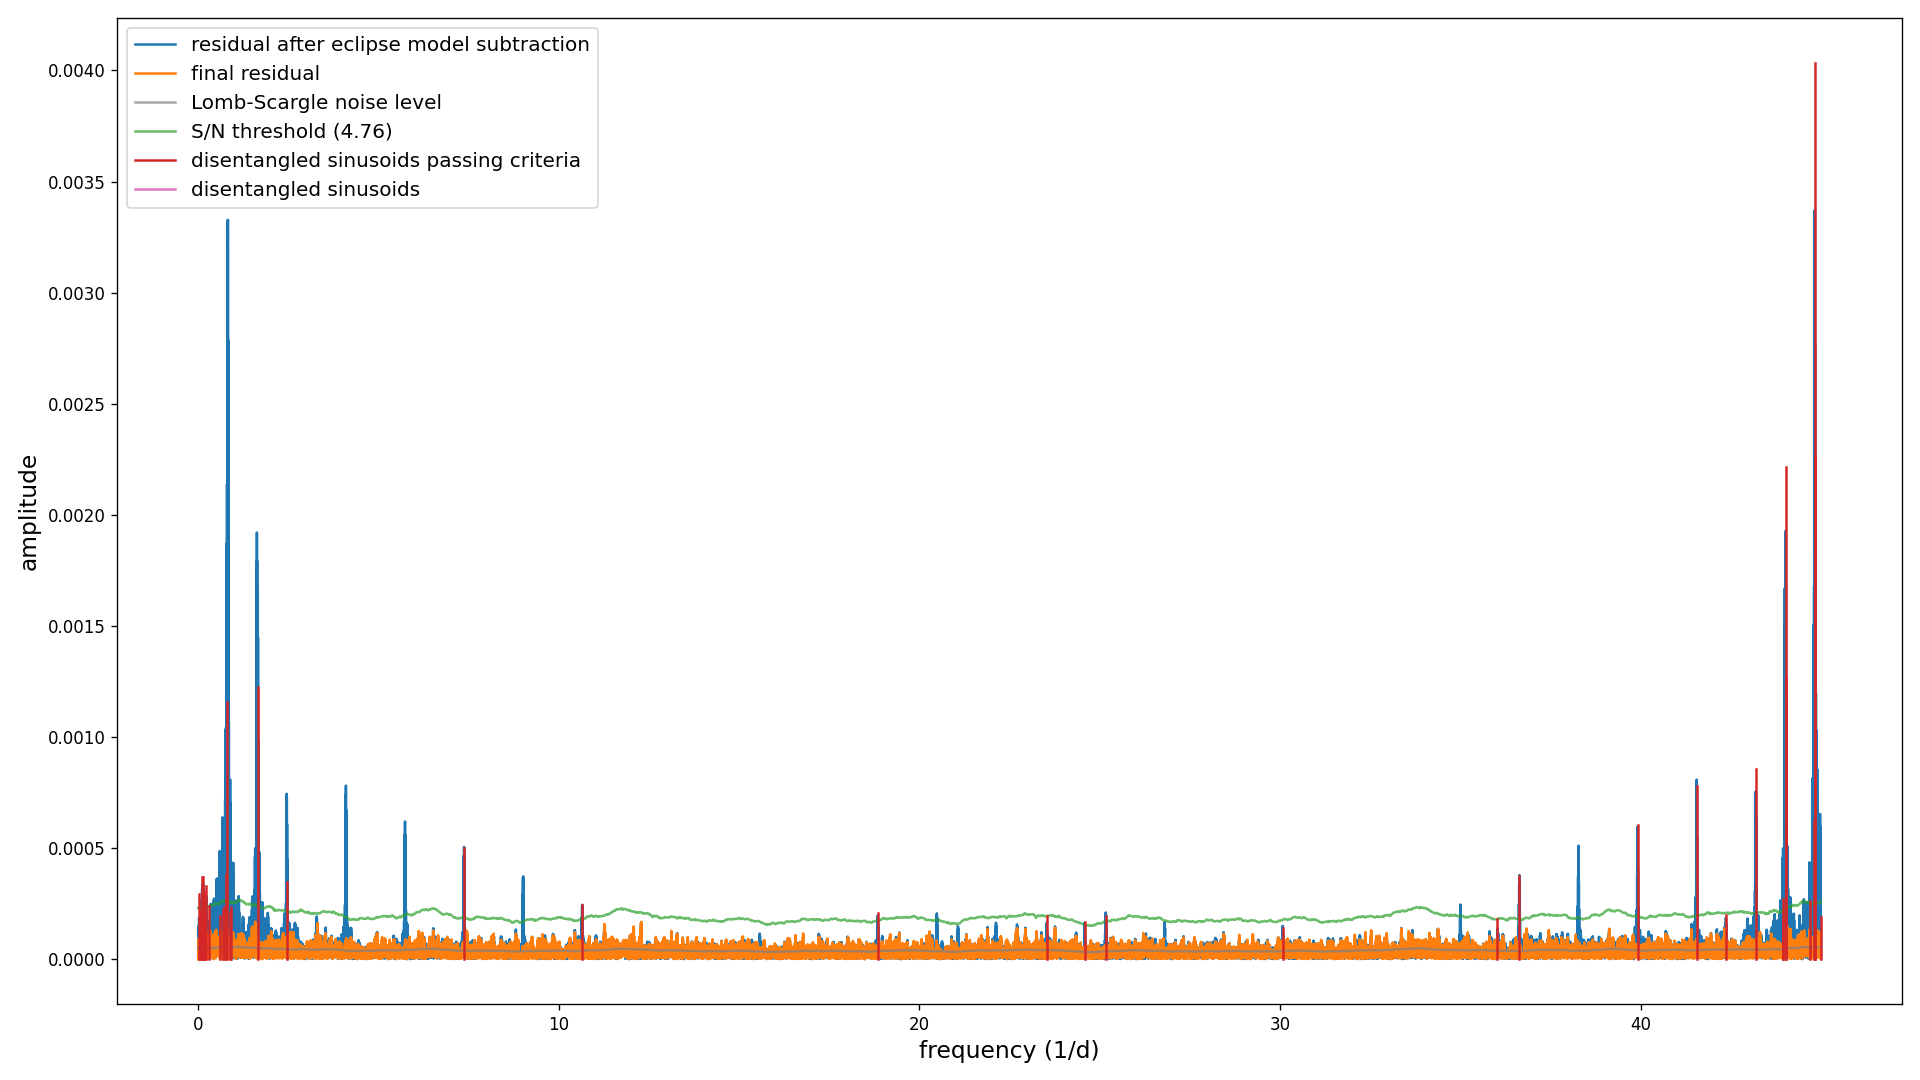 residual after eclipse model subtraction
final residual
Lomb-Scargle noise level
S/N threshold (4.76)
disentangled sinusoids passing criteria
disentangled sinusoids
0.0040
0.0035
0.0030
0.0025
0.0020
0.0015
0.0010
0.0005
0.0000
amplitude
0 10 20 30 40
frequency (1/d)